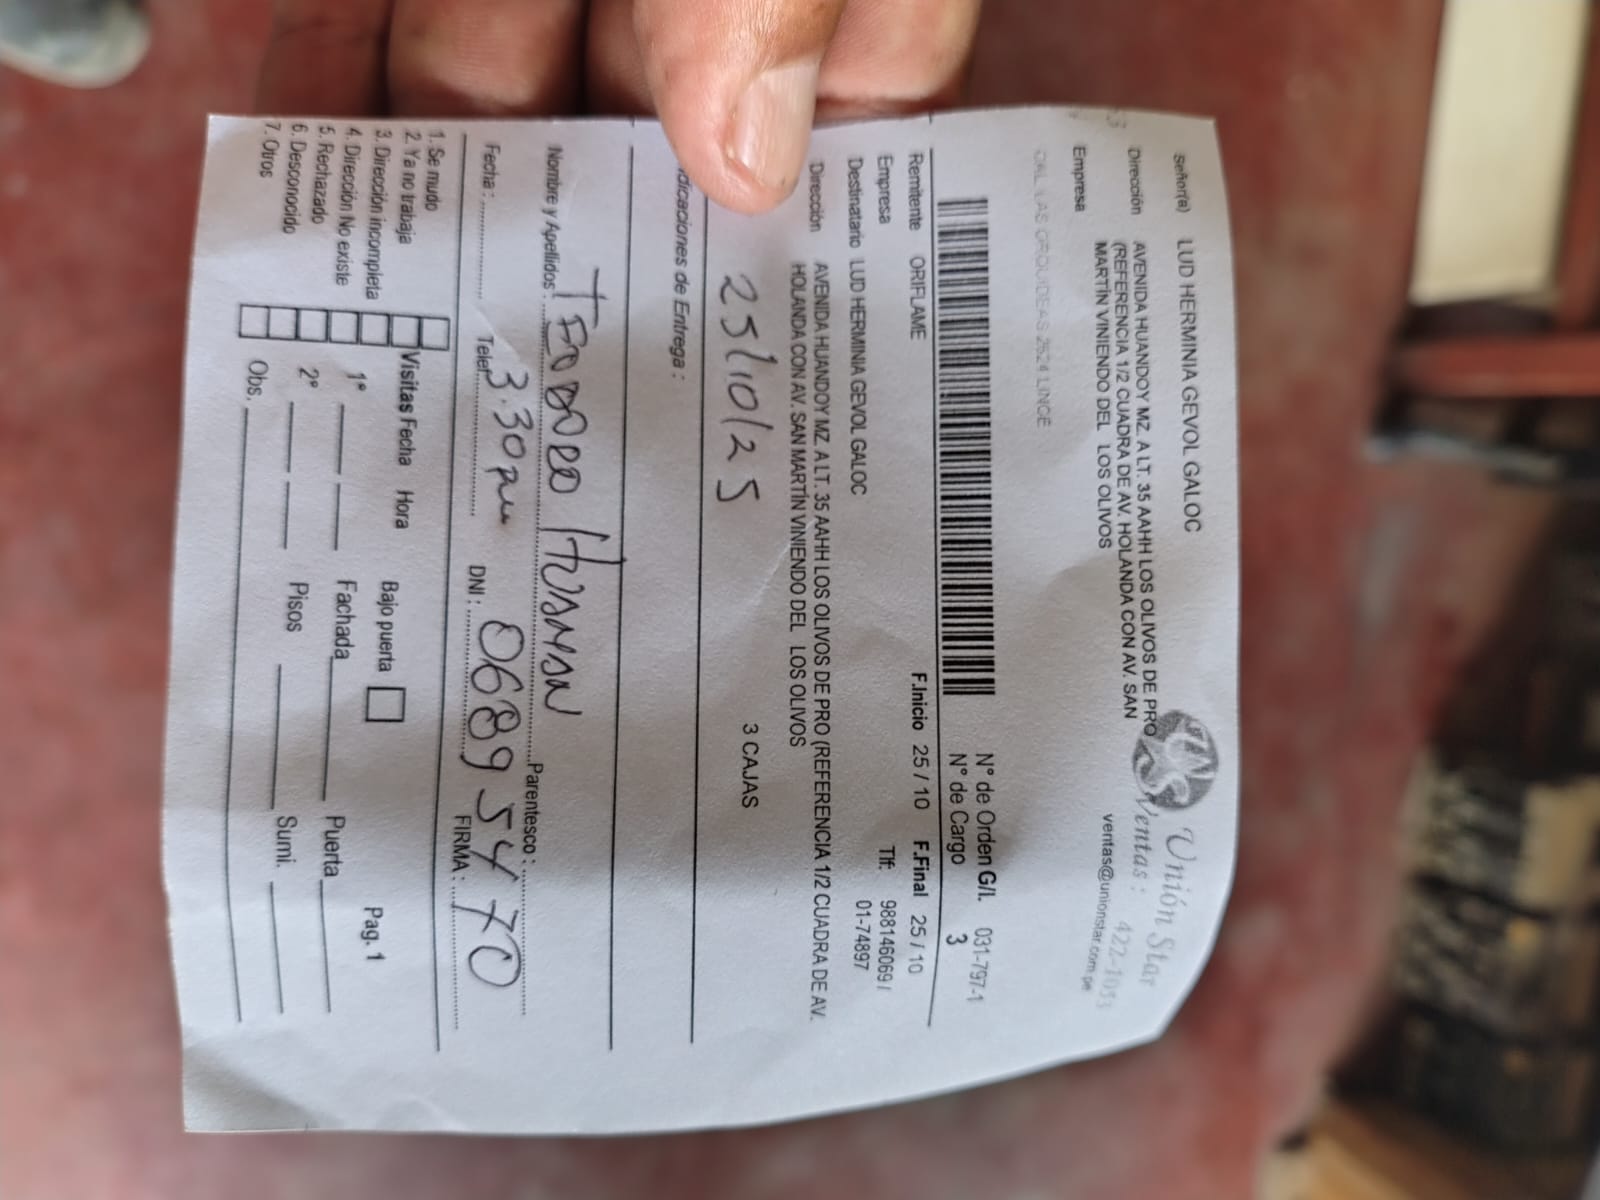 Señor(a) LUD HERMINIA GEVOL GALOC
Dirección AVENIDA HUANDOY MZ. A LT. 35 AAHH LOS OLIVOS DE PRO
(REFERENCIA 1/2 CUADRA DE AV. HOLANDA CON AV. SAN
MARTÍN VINIENDO DEL LOS OLIVOS
Empresa
Unión Star
Ventas: 422-1033
ventas@unionstar.com.pe
2524 LINCE
N° de Orden G/l. 031-797-1
N° de Cargo 3
Remitente ORIFLAME F.Inicio 25 / 10 F.Final 25 / 10
Empresa Tlf: 988146069 /
Destinatario LUD HERMINIA GEVOL GALOC 01-74897
Dirección AVENIDA HUANDOY MZ. A LT. 35 AAHH LOS OLIVOS DE PRO (REFERENCIA 1/2 CUADRA DE AV.
HOLANDA CON AV. SAN MARTÍN VINIENDO DEL LOS OLIVOS
25/10/25 3 CAJAS
dicaciones de Entrega :
Nombre y Apellidos : Parentesco :
Fecha : Telef 3.30pm DNI : 06895470 FIRMA :
1. Se mudo
2. Ya no trabaja Visitas Fecha Hora Bajo puerta Pag. 1
3. Dirección incompleta
4. Dirección No existe 1° Fachada Puerta
5. Rechazado
6. Desconocido 2° Pisos Sumi.
7. Otros Obs.